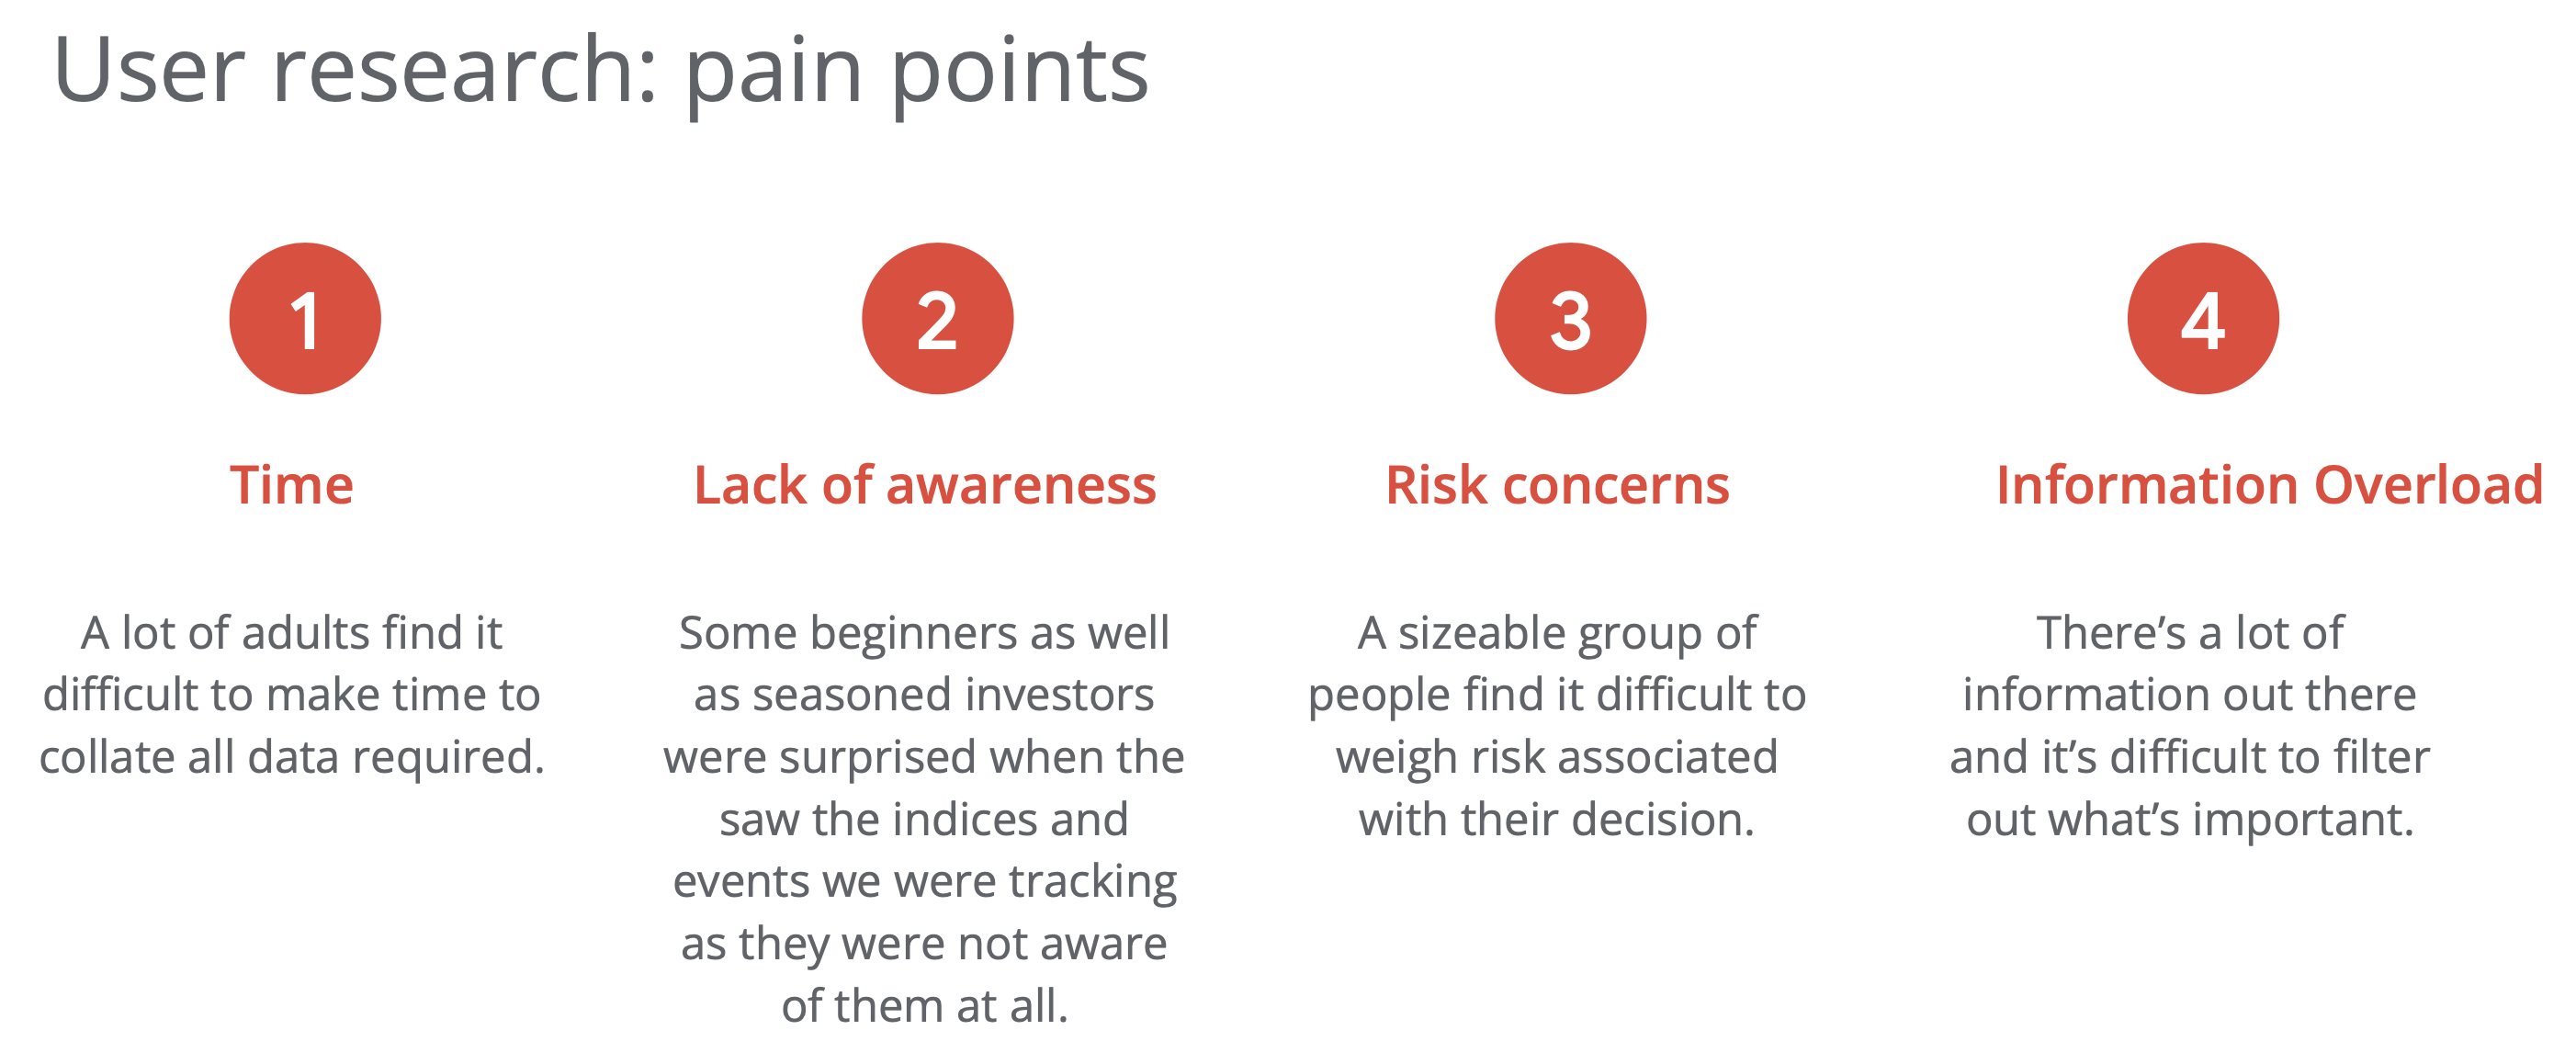 User research: pain points
1
Time
A lot of adults find it
difficult to make time to
collate all data required.
2
Lack of awareness
Some beginners as well
as seasoned investors
were surprised when the
saw the indices and
events we were tracking
as they were not aware
of them at all.
3
Risk concerns
A sizeable group of
people find it difficult to
weigh risk associated
with their decision.
4
Information Overload
There’s a lot of
information out there
and it’s difficult to filter
out what’s important.